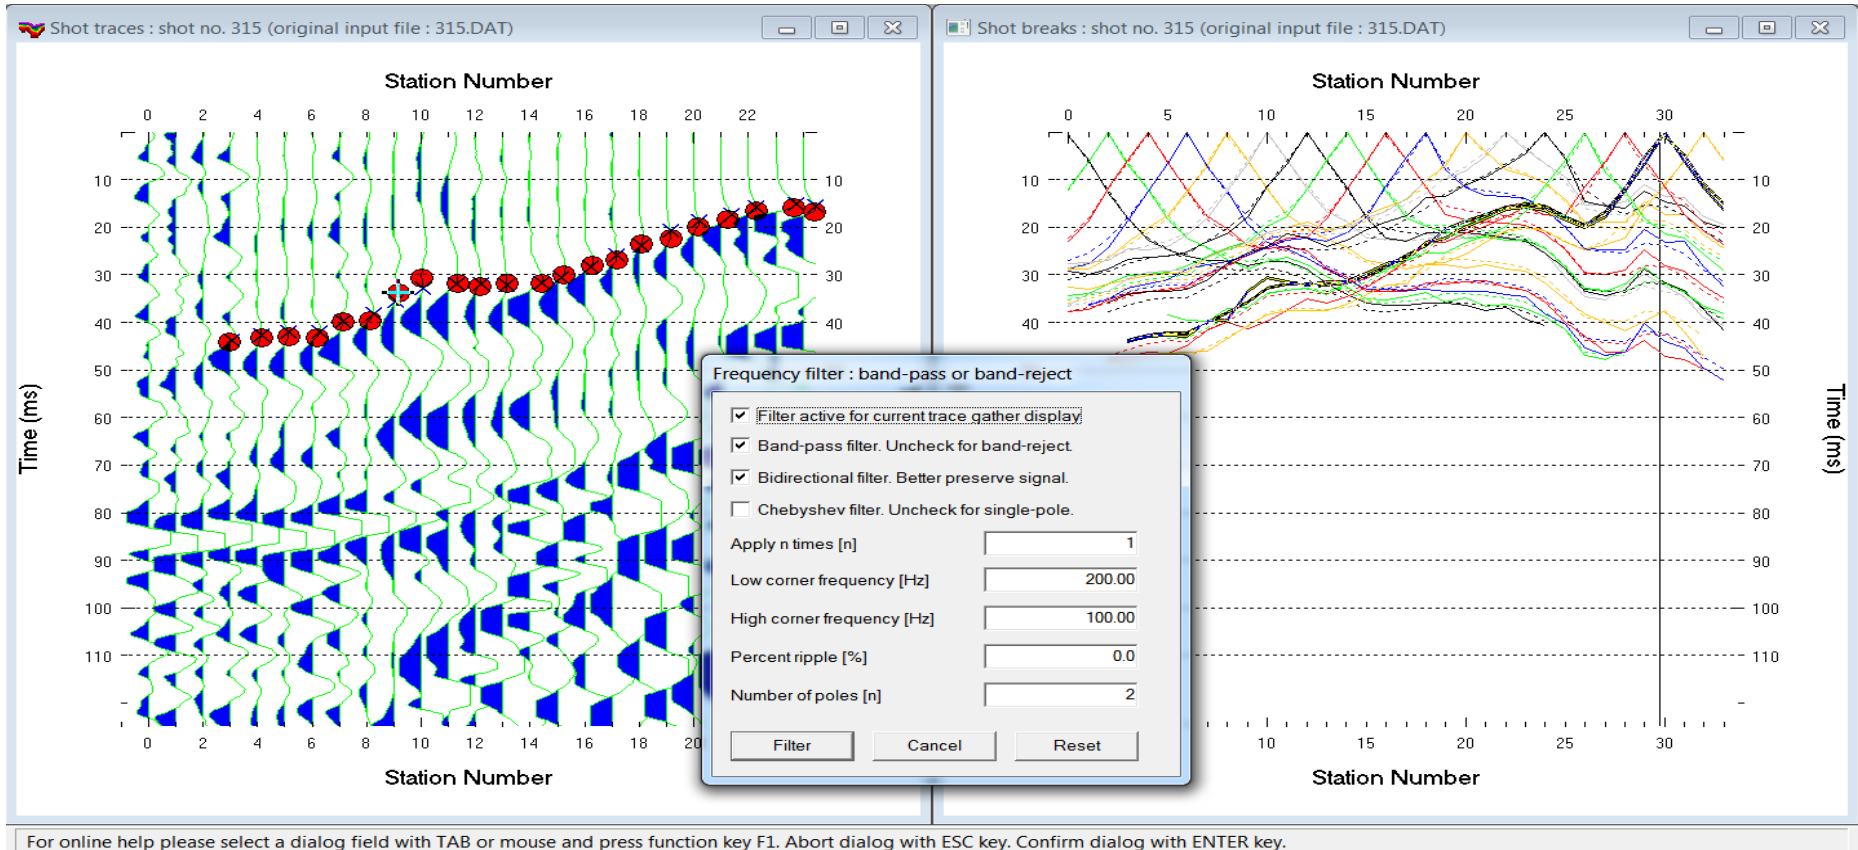 Shot traces : shot no. 315 (original input file : 315.DAT)
Station Number
0 2 4 6 8 10 12 14 16 18 20 22
10 10
20 20
30 30
40 40
50
60
70
80
90
100
110
Time (ms)
0 2 4 6 8 10 12 14 16 18 20
Station Number
Shot breaks : shot no. 315 (original input file : 315.DAT)
Station Number
0 5 10 15 20 25 30
10 10
20 20
30 30
40 40
50
60
70
80
90
100
110
Time (ms)
10 15 20 25 30
Station Number
Frequency filter : band-pass or band-reject
Filter active for current trace gather display
Band-pass filter. Uncheck for band-reject.
Bidirectional filter. Better preserve signal.
Chebyshev filter. Uncheck for single-pole.
Apply n times [n] 1
Low corner frequency [Hz] 200.00
High corner frequency [Hz] 100.00
Percent ripple [%] 0.0
Number of poles [n] 2
Filter Cancel Reset
For online help please select a dialog field with TAB or mouse and press function key F1. Abort dialog with ESC key. Confirm dialog with ENTER key.